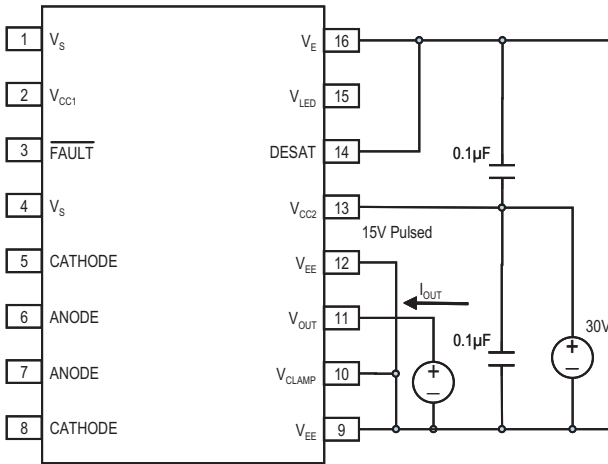 1 V_S
2 V_CC1
3 FAULT
4 V_S
5 CATHODE
6 ANODE
7 ANODE
8 CATHODE
V_E 16
V_LED 15
DESAT 14
V_CC2 13
V_EE 12
V_OUT 11
V_CLAMP 10
V_EE 9
0.1µF
15V Pulsed
I_OUT
0.1µF
30V
+
−
+
−